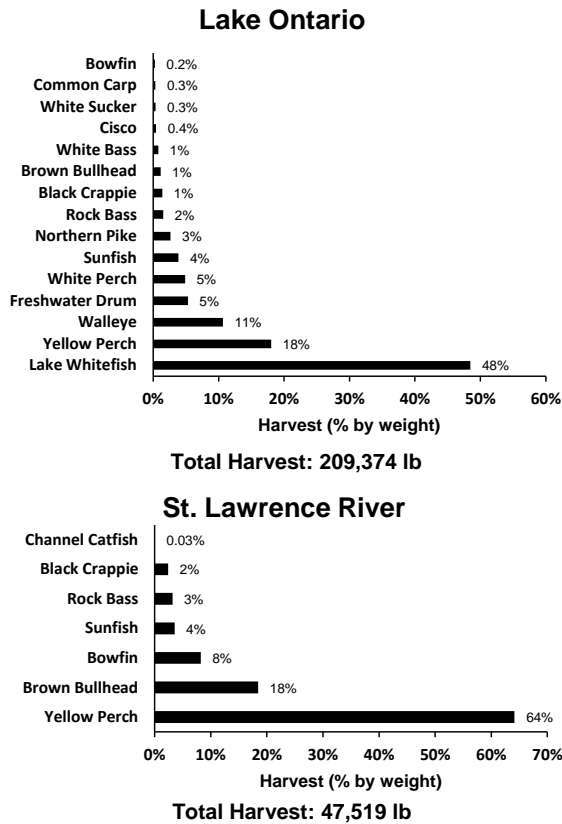 Lake Ontario
Bowfin 0.2%
Common Carp 0.3%
White Sucker 0.3%
Cisco 0.4%
White Bass 1%
Brown Bullhead 1%
Black Crappie 1%
Rock Bass 2%
Northern Pike 3%
Sunfish 4%
White Perch 5%
Freshwater Drum 5%
Walleye 11%
Yellow Perch 18%
Lake Whitefish 48%
0% 10% 20% 30% 40% 50% 60%
Harvest (% by weight)
Total Harvest: 209,374 lb
St. Lawrence River
Channel Catfish 0.03%
Black Crappie 2%
Rock Bass 3%
Sunfish 4%
Bowfin 8%
Brown Bullhead 18%
Yellow Perch 64%
0% 10% 20% 30% 40% 50% 60% 70%
Harvest (% by weight)
Total Harvest: 47,519 lb